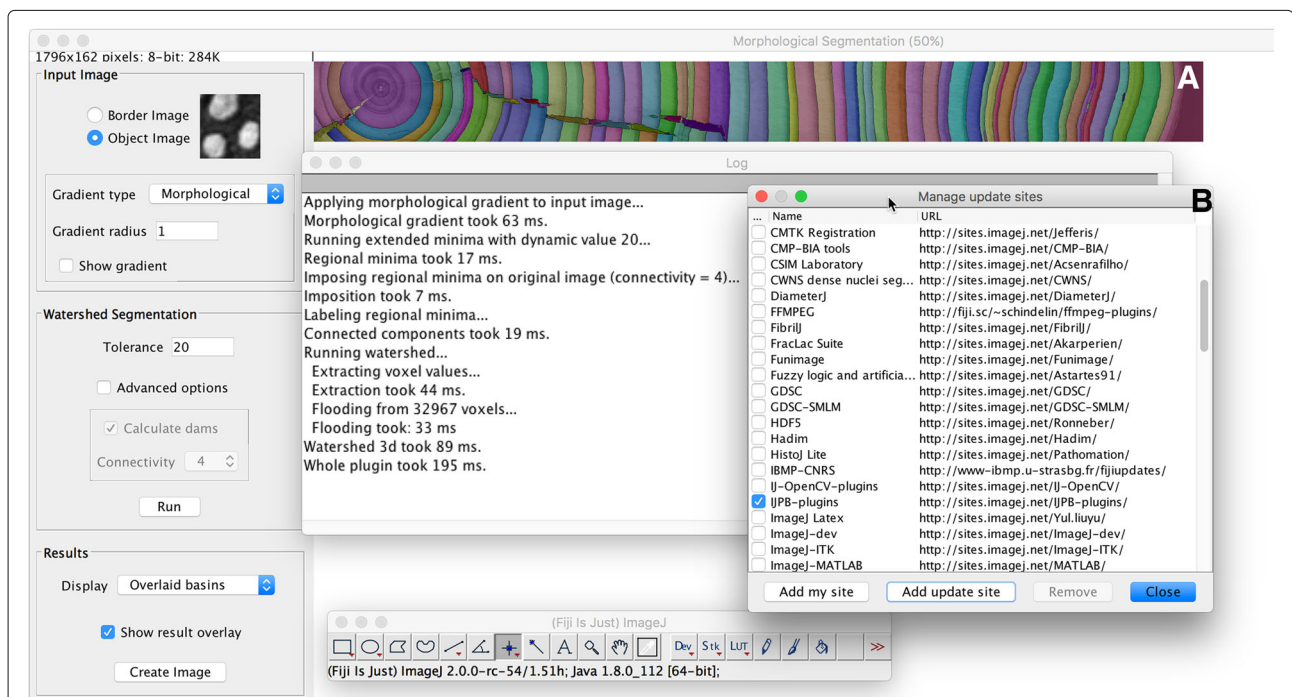 Morphological Segmentation (50%)
1796x162 pixels; 8-bit; 284K
Input Image
Border Image
Object Image
Gradient type Morphological
Gradient radius 1
Show gradient
Watershed Segmentation
Tolerance 20
Advanced options
Calculate dams
Connectivity 4
Run
Results
Display Overlaid basins
Show result overlay
Create Image
A
Log
Applying morphological gradient to input image...
Morphological gradient took 63 ms.
Running extended minima with dynamic value 20...
Regional minima took 17 ms.
Imposing regional minima on original image (connectivity = 4)...
Imposition took 7 ms.
Labeling regional minima...
Connected components took 19 ms.
Running watershed...
Extracting voxel values...
Extraction took 44 ms.
Flooding from 32967 voxels...
Flooding took: 33 ms
Watershed 3d took 89 ms.
Whole plugin took 195 ms.
Manage update sites
B
... Name URL
CMTK Registration http://sites.imagej.net/Jefferis/
CMP-BIA tools http://sites.imagej.net/CMP-BIA/
CSIM Laboratory http://sites.imagej.net/Acsenrafilho/
CWNS dense nuclei seg... http://sites.imagej.net/CWNS/
DiameterJ http://sites.imagej.net/DiameterJ/
FFMPEG http://fiji.sc/~schindelin/ffmpeg-plugins/
FibrilJ http://sites.imagej.net/FibrilJ/
FracLac Suite http://sites.imagej.net/Akarperien/
Funimage http://sites.imagej.net/Funimage/
Fuzzy logic and artificia... http://sites.imagej.net/Astartes91/
GDSC http://sites.imagej.net/GDSC/
GDSC-SMLM http://sites.imagej.net/GDSC-SMLM/
HDF5 http://sites.imagej.net/Ronneber/
Hadim http://sites.imagej.net/Hadim/
HistoJ Lite http://sites.imagej.net/Pathomation/
IBMP-CNRS http://www-ibmp.u-strasbg.fr/fijiupdates/
IJ-OpenCV-plugins http://sites.imagej.net/IJ-OpenCV/
IJPB-plugins http://sites.imagej.net/IJPB-plugins/
ImageJ Latex http://sites.imagej.net/Yul.liuyu/
ImageJ-dev http://sites.imagej.net/ImageJ-dev/
ImageJ-ITK http://sites.imagej.net/ImageJ-ITK/
ImageJ-MATLAB http://sites.imagej.net/MATLAB/
Add my site Add update site Remove Close
(Fiji Is Just) ImageJ
A Dev Stk LUT >>
(Fiji Is Just) ImageJ 2.0.0-rc-54/1.51h; Java 1.8.0_112 [64-bit];